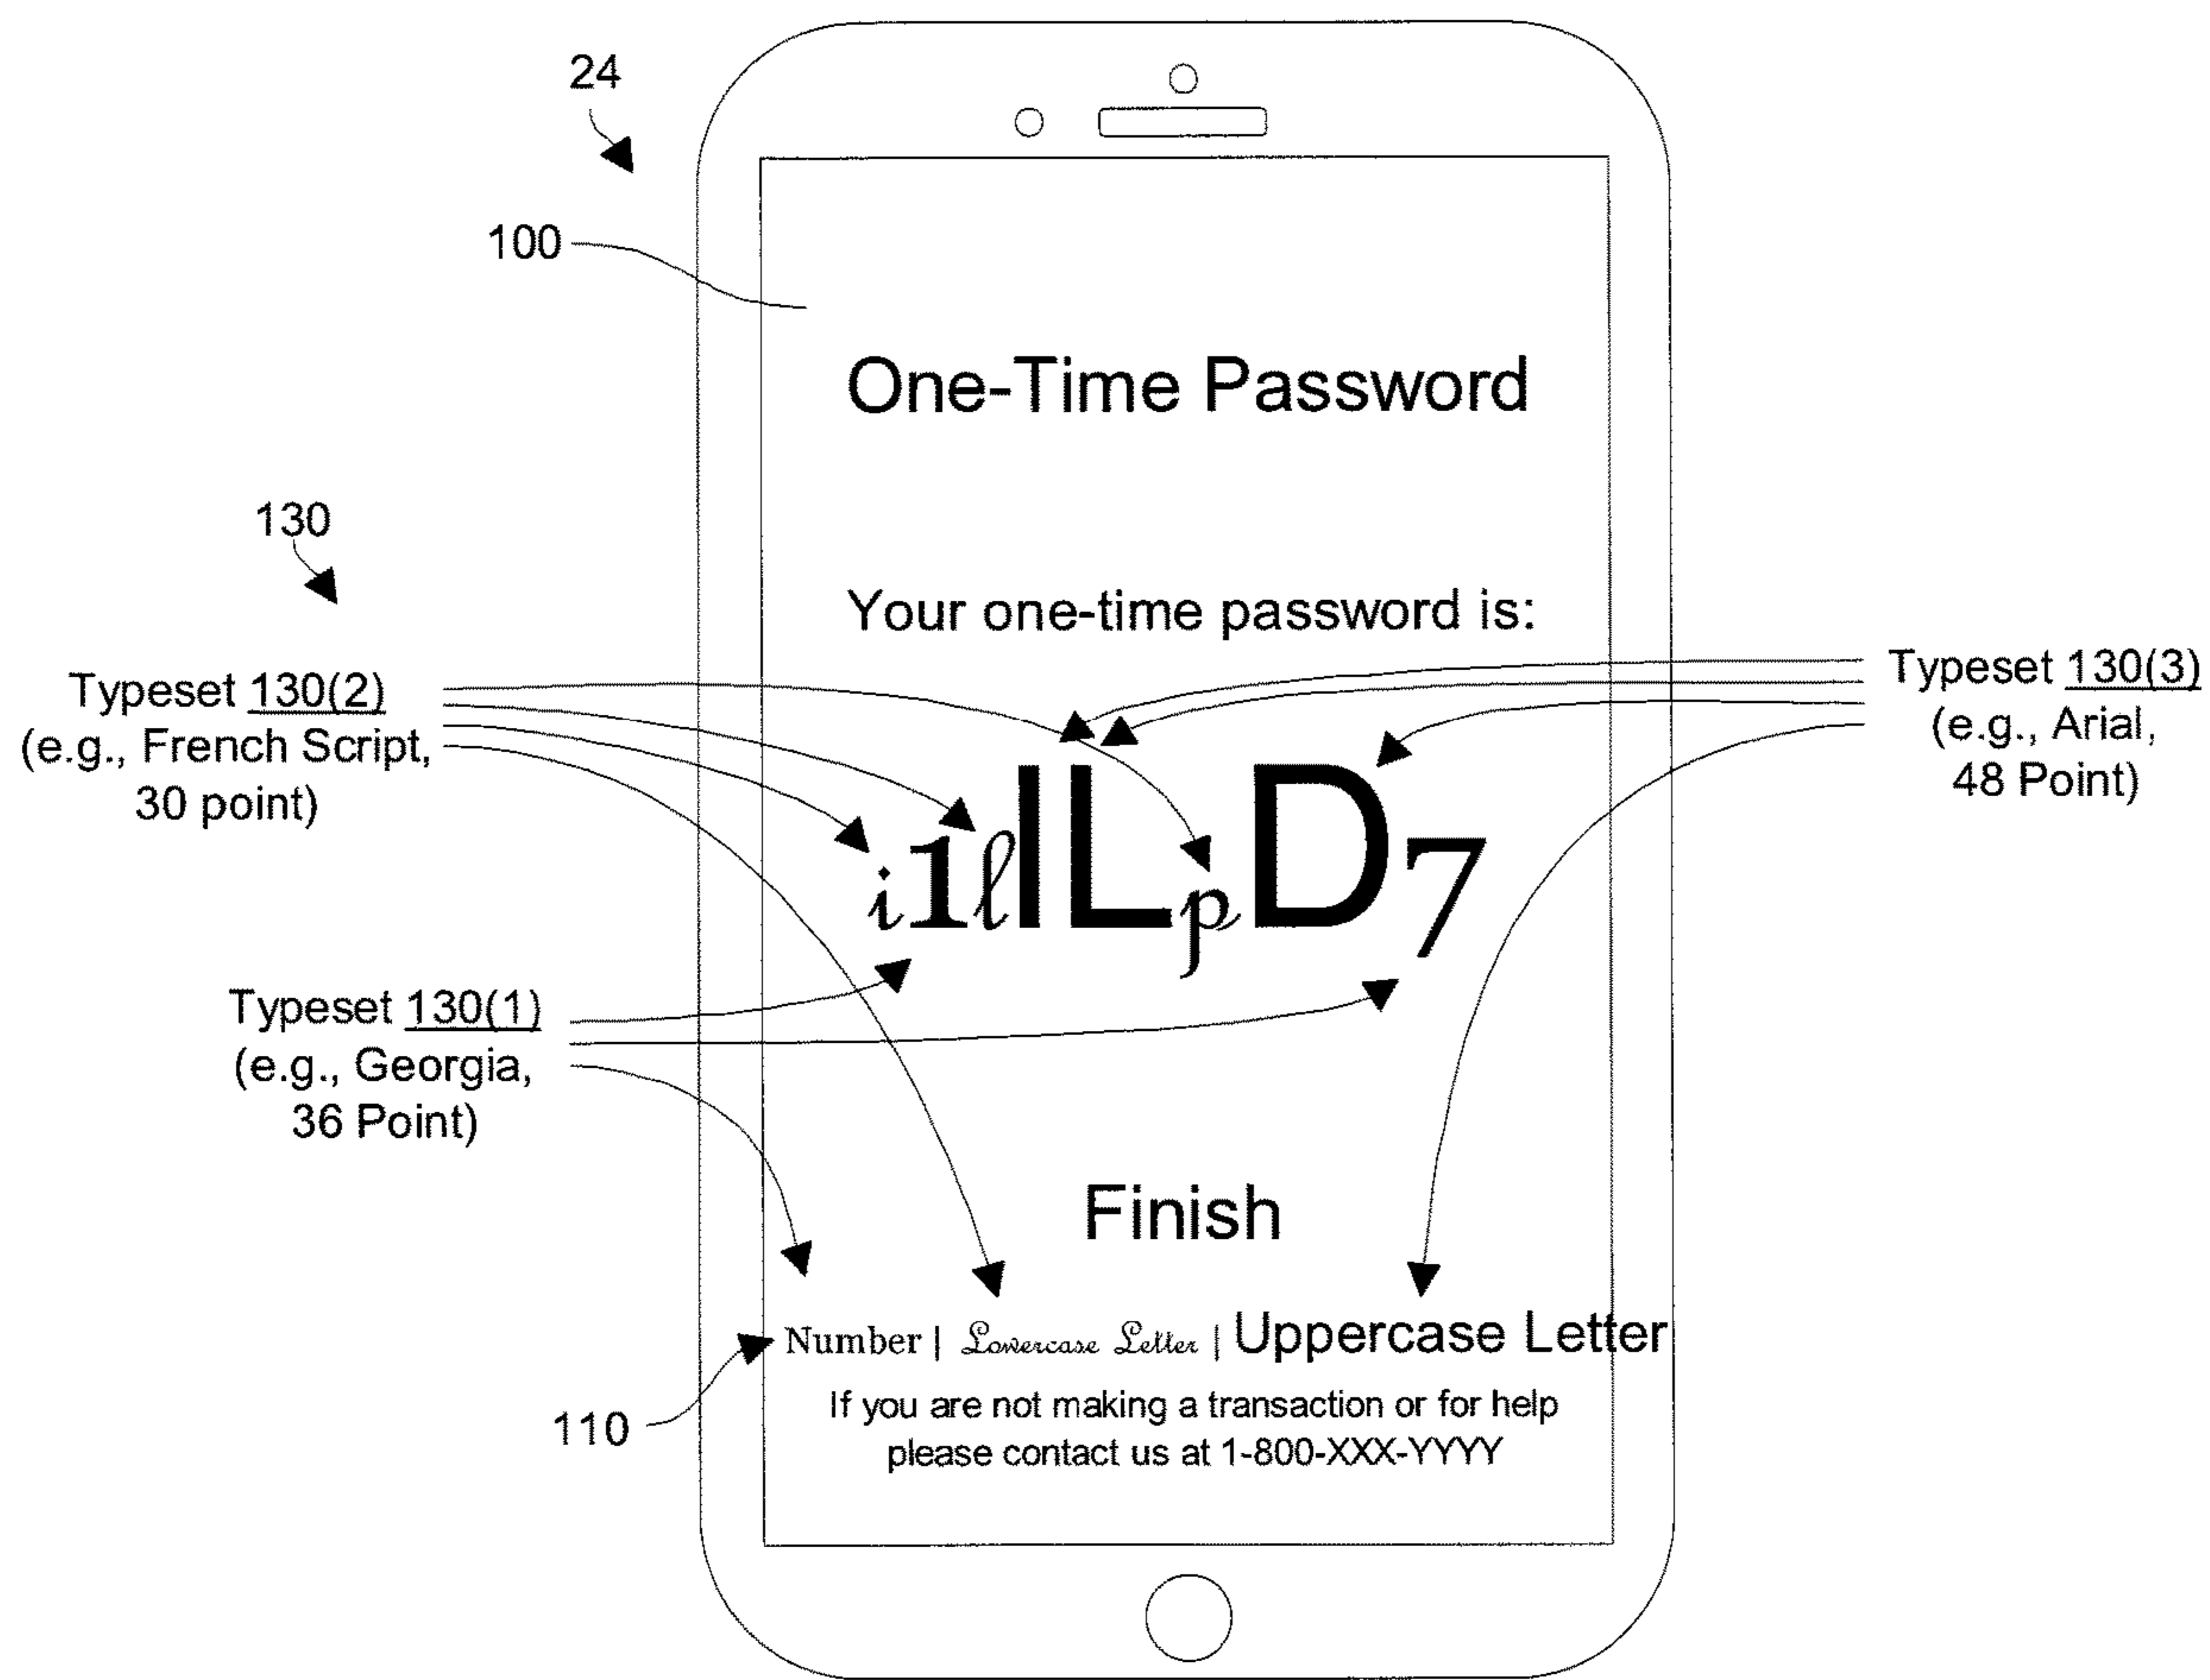 24
100
One-Time Password
130
Your one-time password is:
Typeset 130(2)
(e.g., French Script,
30 point)
Typeset 130(3)
(e.g., Arial,
48 Point)
i1lILpD7
Typeset 130(1)
(e.g., Georgia,
36 Point)
Finish
Number | Lowercase Letter | Uppercase Letter
110
If you are not making a transaction or for help
please contact us at 1-800-XXX-YYYY